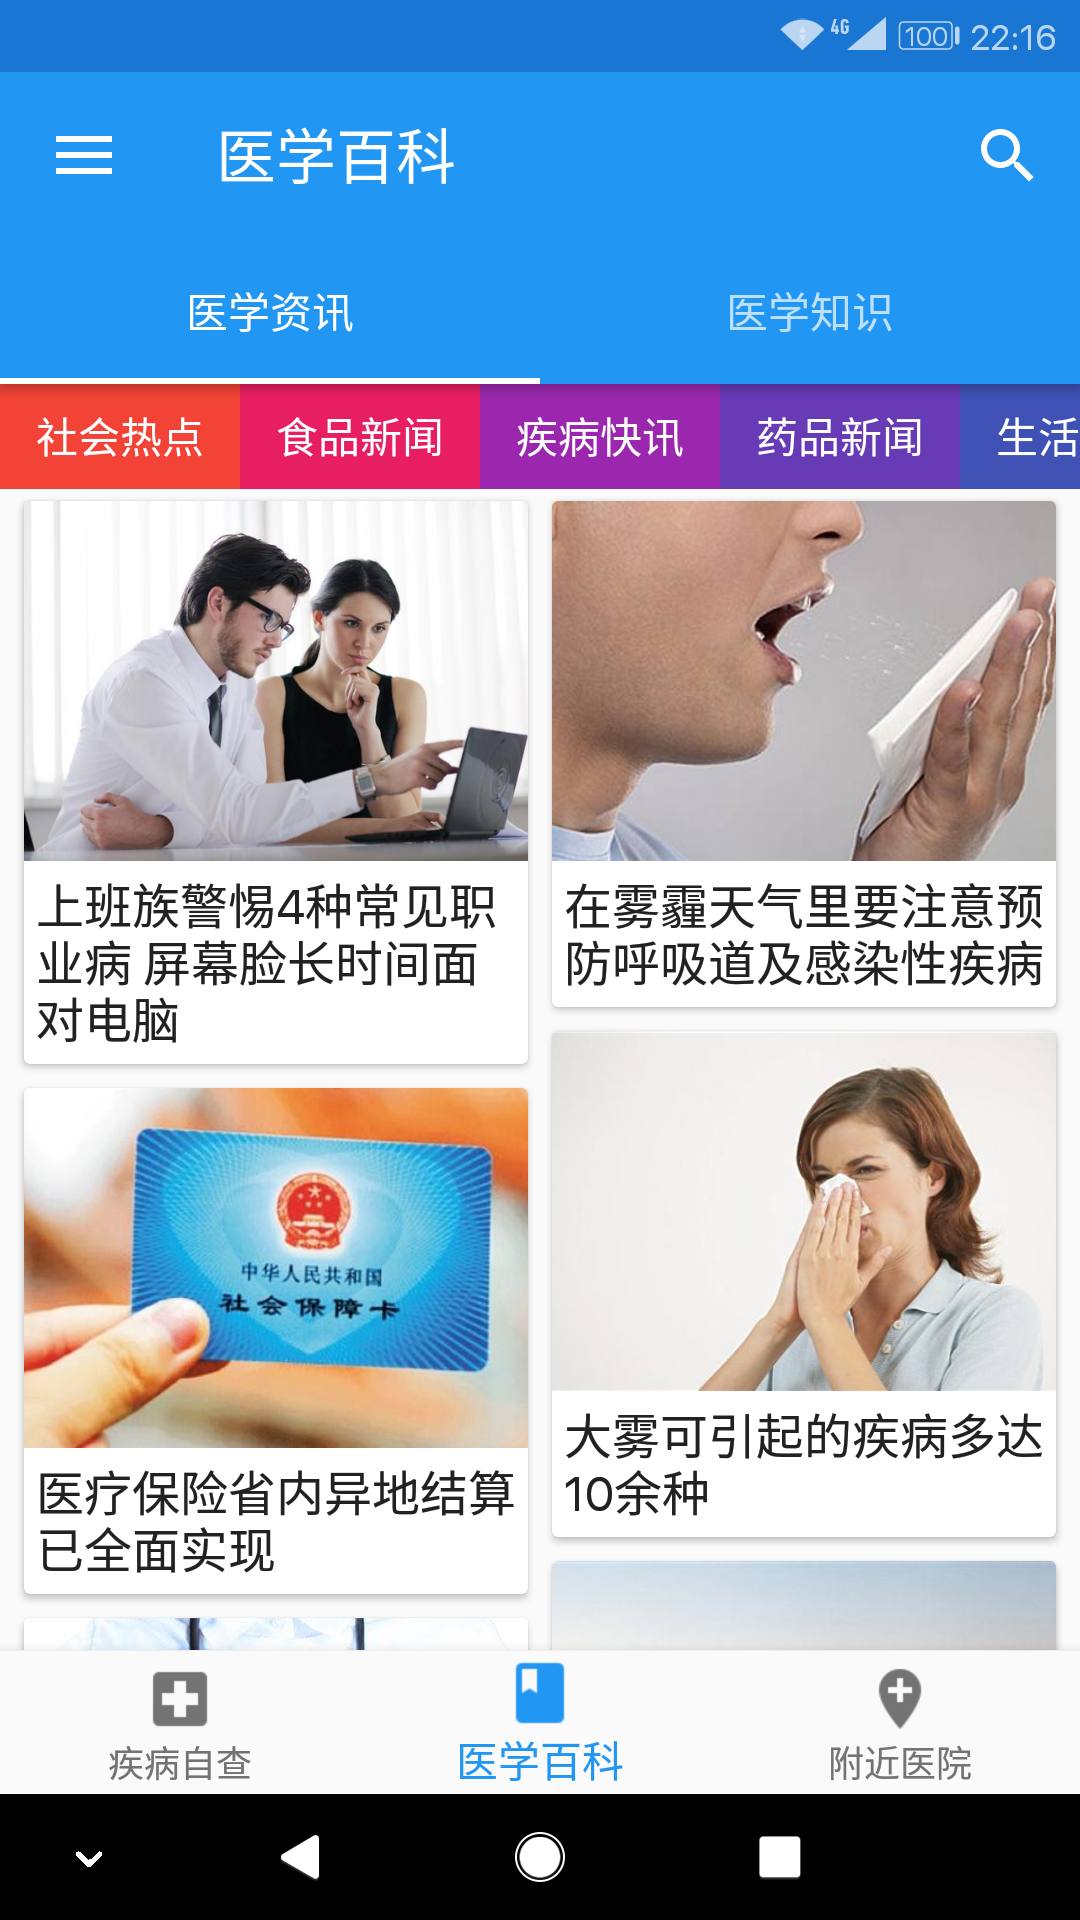 4G 100 22:16
医学百科
医学资讯
医学知识
社会热点
食品新闻
疾病快讯
药品新闻
生活
上班族警惕4种常见职
业病 屏幕脸长时间面
对电脑
在雾霾天气里要注意预
防呼吸道及感染性疾病
中华人民共和国
社会保障卡
医疗保险省内异地结算
已全面实现
大雾可引起的疾病多达
10余种
疾病自查
医学百科
附近医院